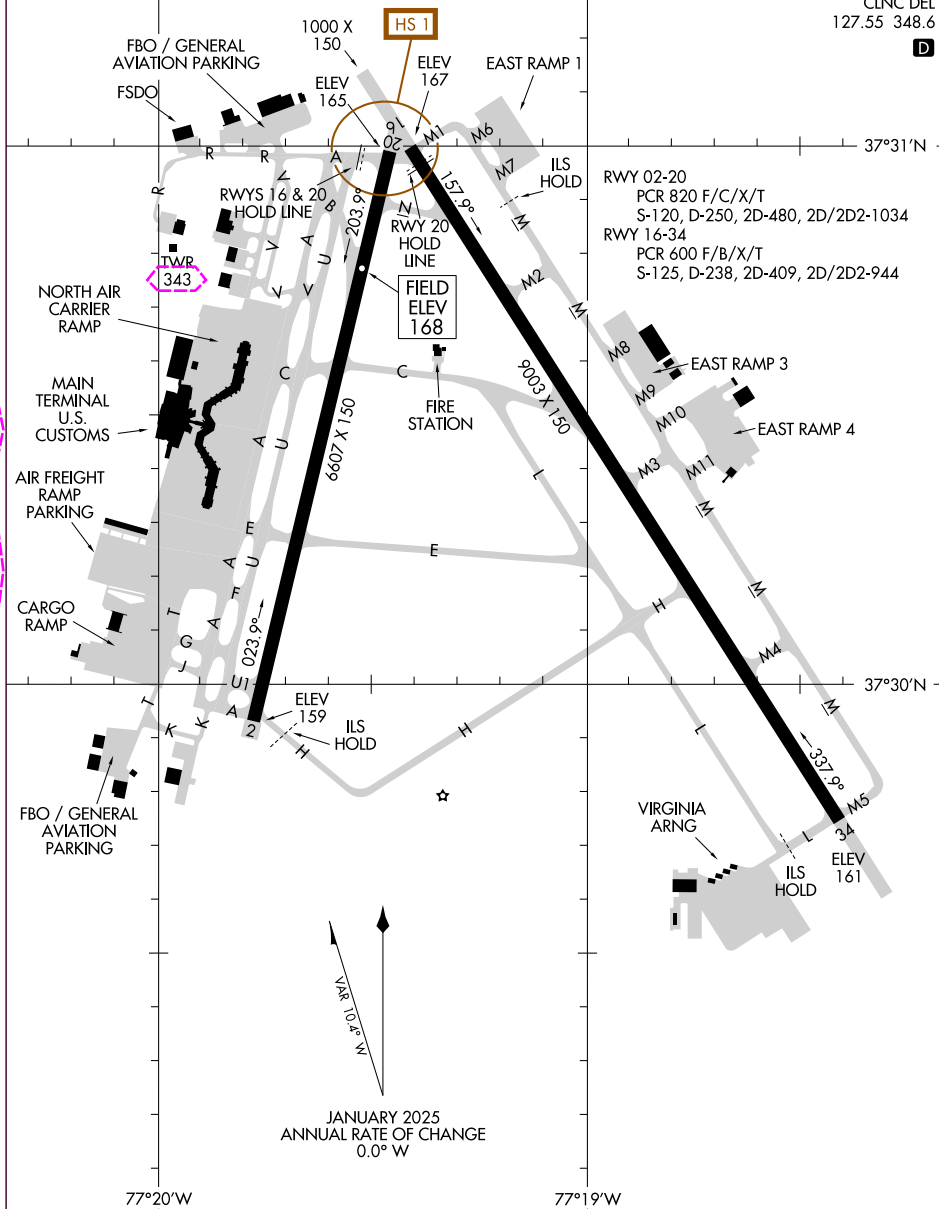 CLNC DEL
127.55 348.6
D
HS 1
1000 X
150
FBO / GENERAL
AVIATION PARKING
FSDO
ELEV
165
ELEV
167
EAST RAMP 1
16
20
M1
M6
M7
A
R
R
R
37°31'N
ILS
HOLD
RWY 02-20
PCR 820 F/C/X/T
S-120, D-250, 2D-480, 2D/2D2-1034
RWY 16-34
PCR 600 F/B/X/T
S-125, D-238, 2D-409, 2D/2D2-944
RWYS 16 & 20
HOLD LINE
V
B
203.9°
157.9°
N
RWY 20
HOLD
LINE
M
V
A
U
V
V
M2
TWR
343
FIELD
ELEV
168
NORTH AIR
CARRIER
RAMP
M
M8
EAST RAMP 3
C
C
FIRE
STATION
9003 X 150
M9
MAIN
TERMINAL
U.S.
CUSTOMS
M10
EAST RAMP 4
A
U
6607 X 150
L
M3
M11
AIR FREIGHT
RAMP
PARKING
M
E
E
A
U
F
M
CARGO
RAMP
T
A
023.9°
H
G
J
M4
U1
37°30'N
T
K
K
A
2
ELEV
159
ILS
HOLD
H
H
L
M
337.9°
FBO / GENERAL
AVIATION
PARKING
VIRGINIA
ARNG
M5
L
34
ELEV
161
ILS
HOLD
VAR 10.4° W
JANUARY 2025
ANNUAL RATE OF CHANGE
0.0° W
77°20'W
77°19'W